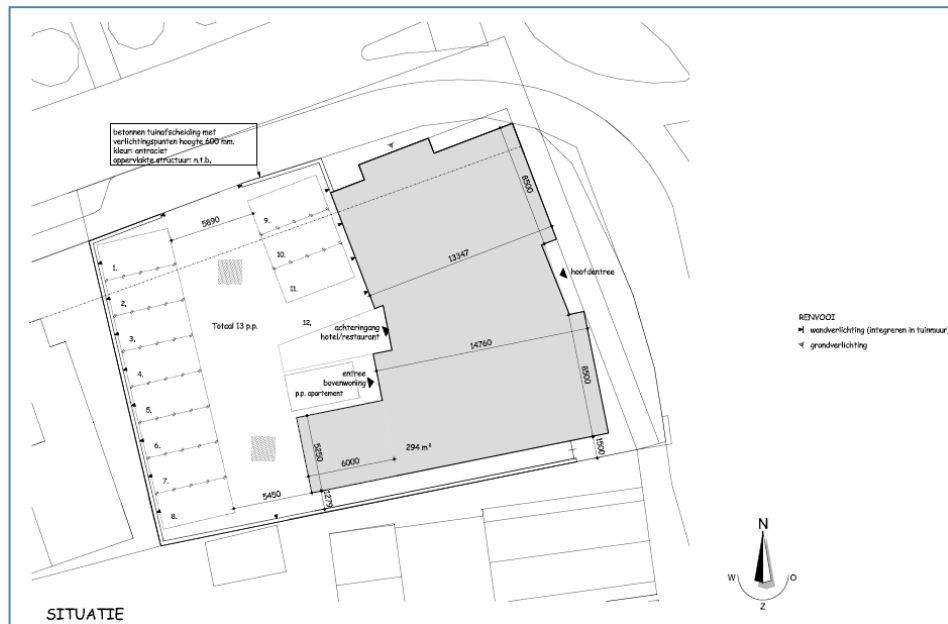 betonnen tuinafscheiding met
verlichtingspunten hoogte 600 mm.
kleur: antraciet
oppervlakte structuur: n.t.b.
5890
9.
10.
11.
12.
1.
2.
3.
4.
5.
6.
7.
8.
Totaal 13 p.p.
achteringang
hotel/restaurant
entree
bovenwoning
p.p. apartement
8500
13347
hoofdentree
14760
8500
5250
6000
294 m²
1500
5450
1279
RENVOOI
wandverlichting (integreren in tuinmuur)
grondverlichting
N
W
O
Z
SITUATIE